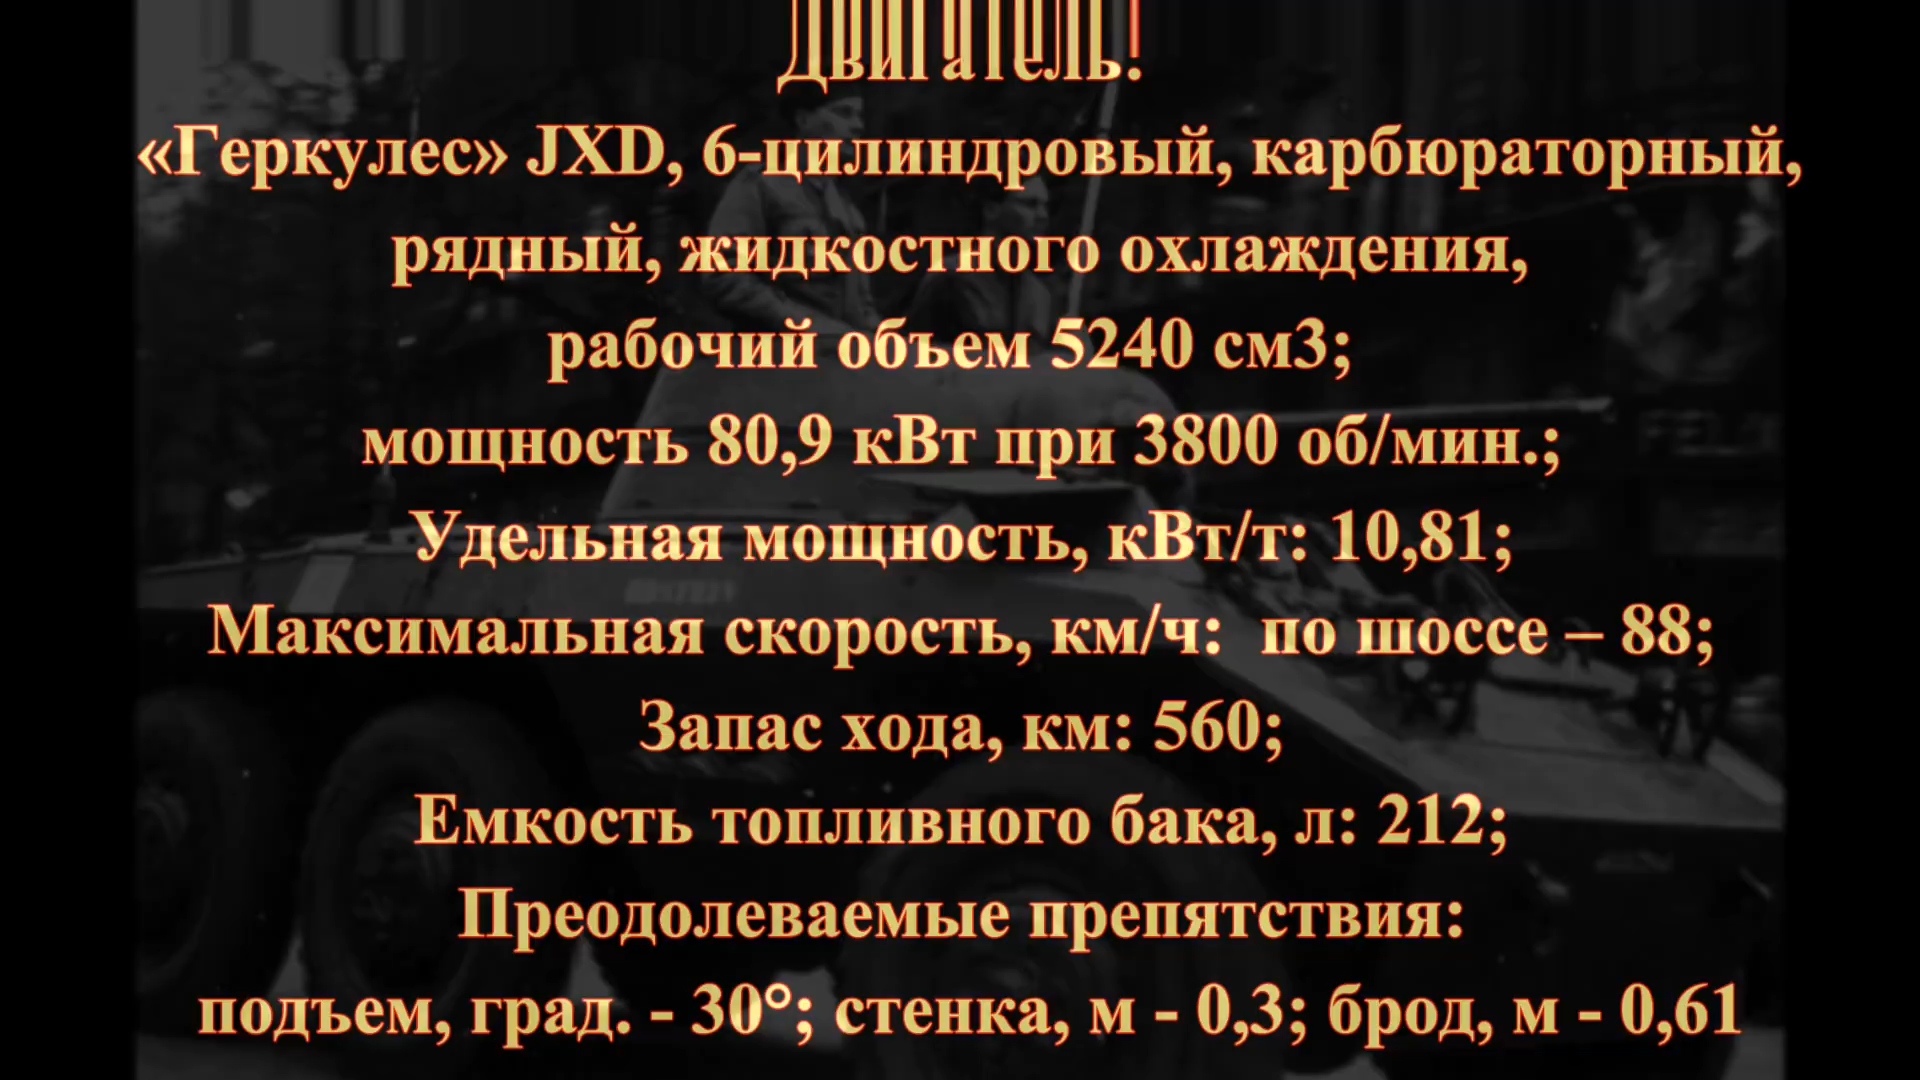 Двигатель:
«Геркулес» JXD, 6-цилиндровый, карбюраторный,
рядный, жидкостного охлаждения,
рабочий объем 5240 см3;
мощность 80,9 кВт при 3800 об/мин.;
Удельная мощность, кВт/т: 10,81;
Максимальная скорость, км/ч: по шоссе – 88;
Запас хода, км: 560;
Емкость топливного бака, л: 212;
Преодолеваемые препятствия:
подъем, град. - 30°; стенка, м - 0,3; брод, м - 0,61